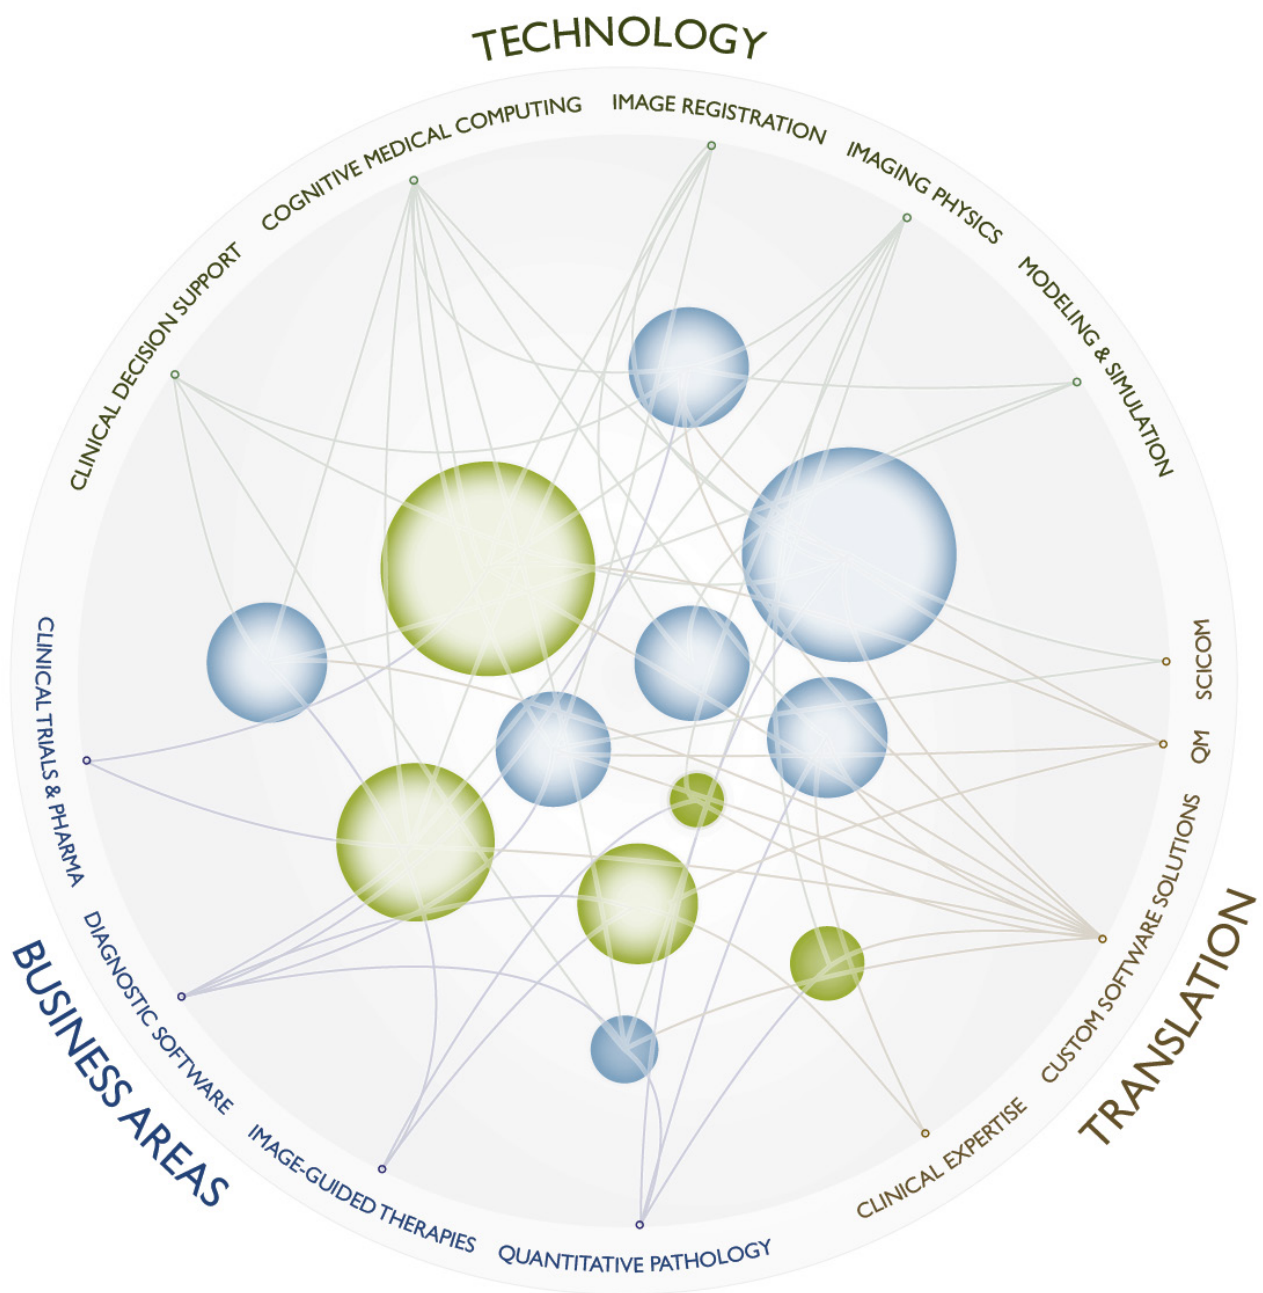 TECHNOLOGY
CLINICAL DECISION SUPPORT
COGNITIVE MEDICAL COMPUTING
IMAGE REGISTRATION
IMAGING PHYSICS
MODELING & SIMULATION
SCICOM
QM
CUSTOM SOFTWARE SOLUTIONS
CLINICAL EXPERTISE
TRANSLATION
CLINICAL TRIALS & PHARMA
DIAGNOSTIC SOFTWARE
IMAGE-GUIDED THERAPIES
QUANTITATIVE PATHOLOGY
BUSINESS AREAS